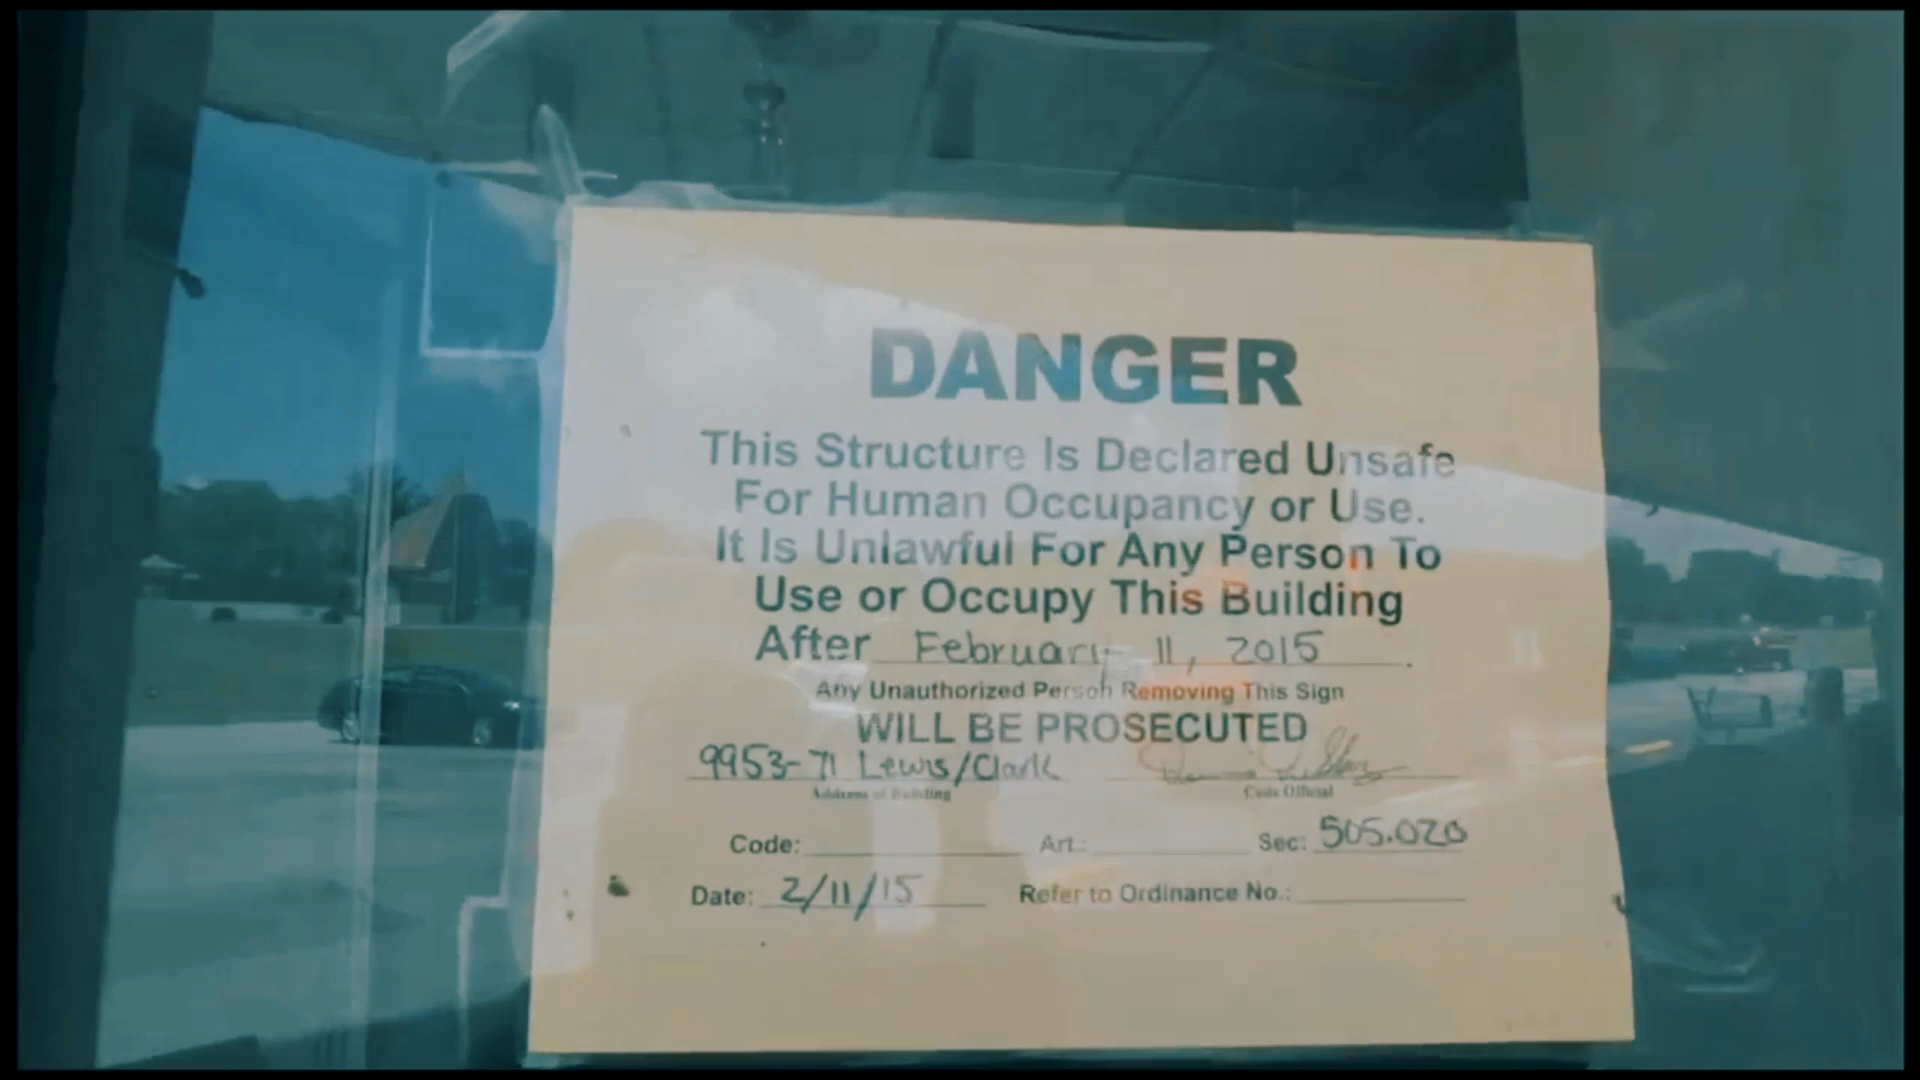 DANGER
This Structure Is Declared Unsafe
For Human Occupancy or Use.
It Is Unlawful For Any Person To
Use or Occupy This Building
After February 11, 2015.
Any Unauthorized Person Removing This Sign
WILL BE PROSECUTED
9953-71 Lewis/Clark
Address of Building Code Official
Code: Art.: Sec: 505.020
Date: 2/11/15 Refer to Ordinance No.: